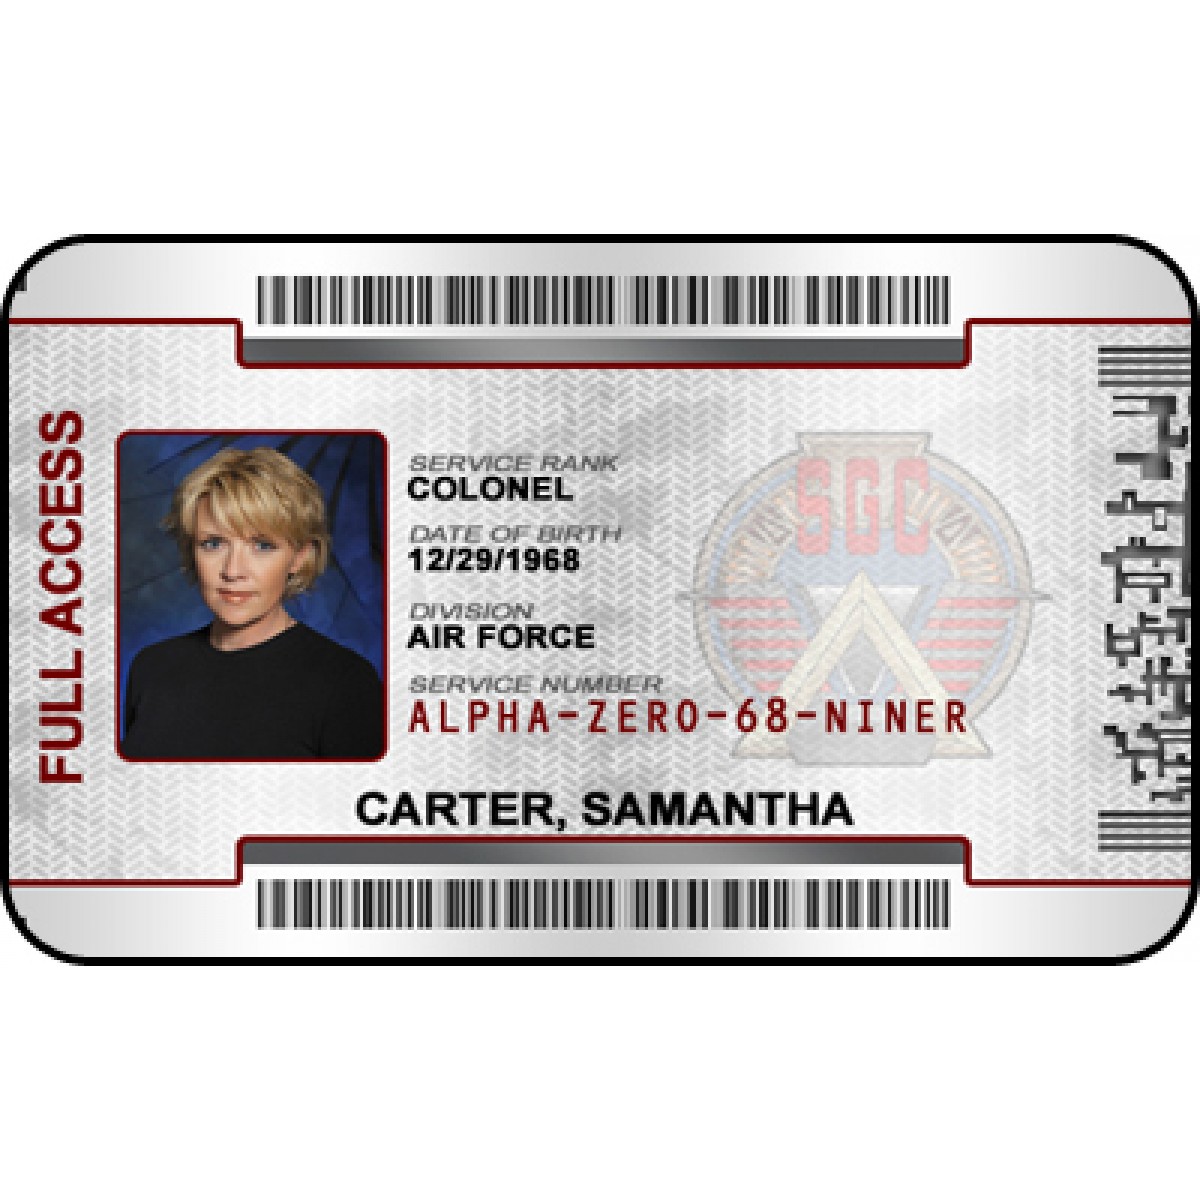 FULL ACCESS
SERVICE RANK
COLONEL
DATE OF BIRTH
12/29/1968
DIVISION
AIR FORCE
SERVICE NUMBER
ALPHA-ZERO-68-NINER
SGC
CARTER, SAMANTHA